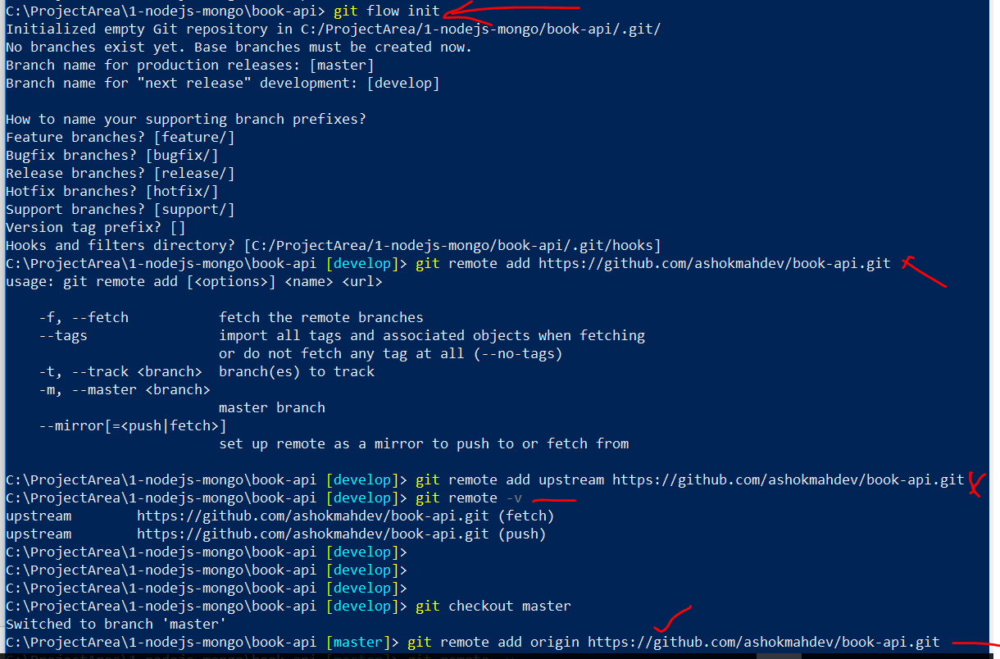 C:\ProjectArea\1-nodejs-mongo\book-api> git flow init
Initialized empty Git repository in C:/ProjectArea/1-nodejs-mongo/book-api/.git/
No branches exist yet. Base branches must be created now.
Branch name for production releases: [master]
Branch name for "next release" development: [develop]
How to name your supporting branch prefixes?
Feature branches? [feature/]
Bugfix branches? [bugfix/]
Release branches? [release/]
Hotfix branches? [hotfix/]
Support branches? [support/]
Version tag prefix? []
Hooks and filters directory? [C:/ProjectArea/1-nodejs-mongo/book-api/.git/hooks]
C:\ProjectArea\1-nodejs-mongo\book-api [develop]> git remote add https://github.com/ashokmahdev/book-api.git
usage: git remote add [<options>] <name> <url>
-f, --fetch fetch the remote branches
--tags import all tags and associated objects when fetching
or do not fetch any tag at all (--no-tags)
-t, --track <branch> branch(es) to track
-m, --master <branch>
master branch
--mirror[=<push|fetch>]
set up remote as a mirror to push to or fetch from
C:\ProjectArea\1-nodejs-mongo\book-api [develop]> git remote add upstream https://github.com/ashokmahdev/book-api.git
C:\ProjectArea\1-nodejs-mongo\book-api [develop]> git remote -v
upstream https://github.com/ashokmahdev/book-api.git (fetch)
upstream https://github.com/ashokmahdev/book-api.git (push)
C:\ProjectArea\1-nodejs-mongo\book-api [develop]>
C:\ProjectArea\1-nodejs-mongo\book-api [develop]>
C:\ProjectArea\1-nodejs-mongo\book-api [develop]>
C:\ProjectArea\1-nodejs-mongo\book-api [develop]> git checkout master
Switched to branch 'master'
C:\ProjectArea\1-nodejs-mongo\book-api [master]> git remote add origin https://github.com/ashokmahdev/book-api.git